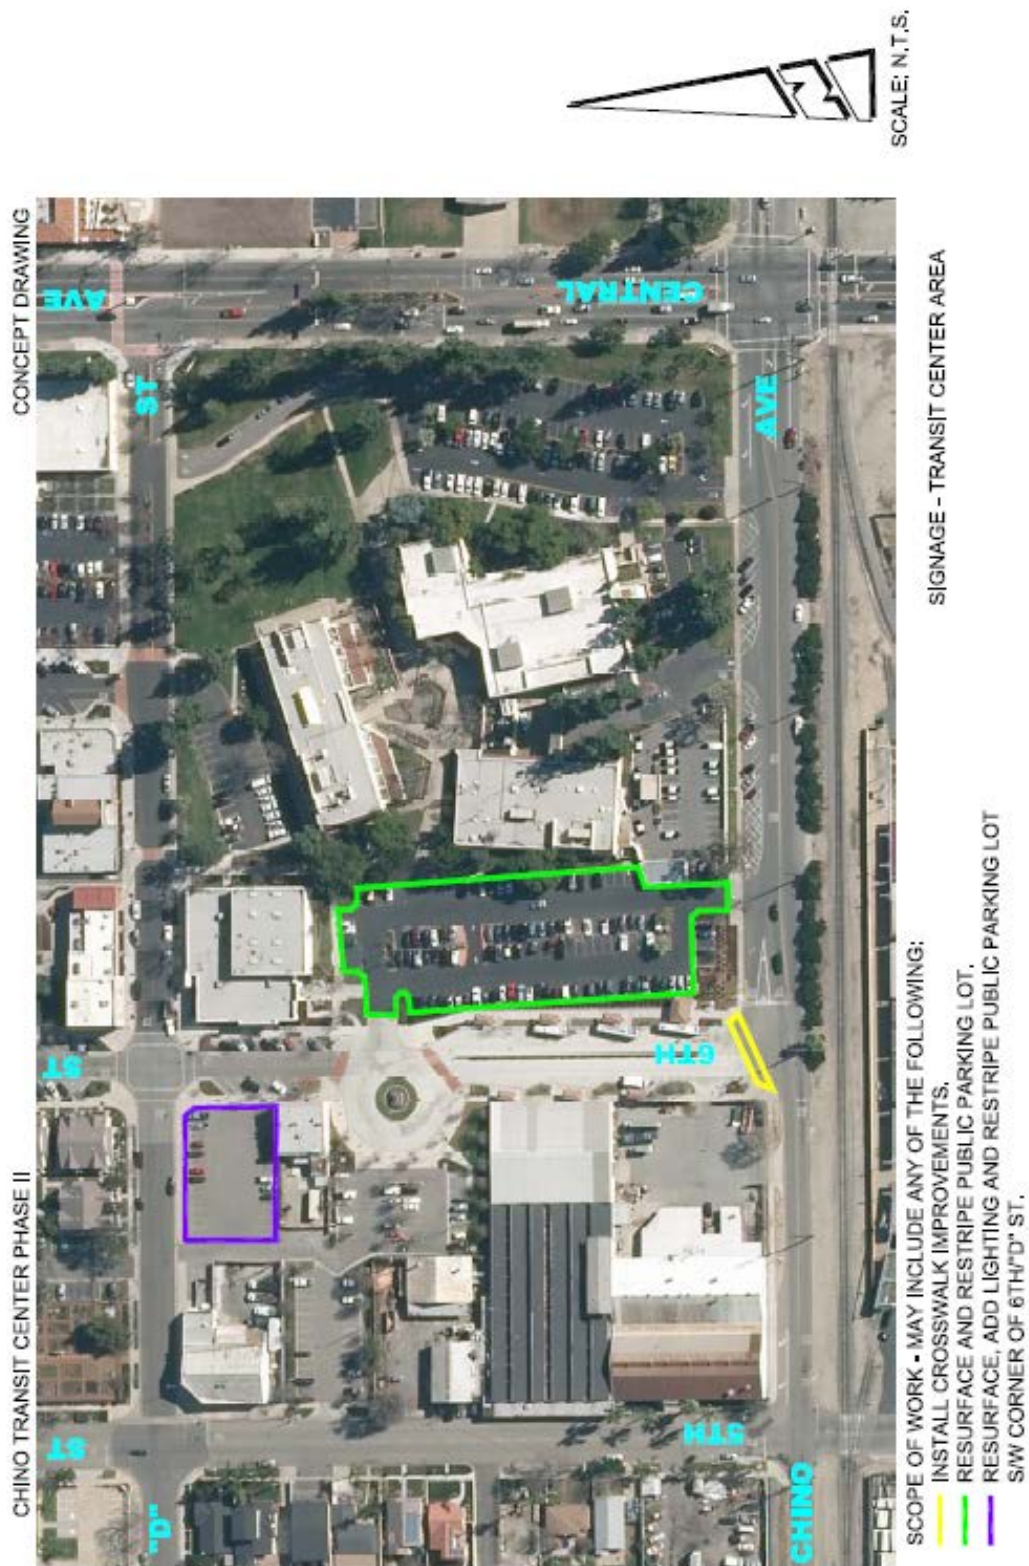 CHINO TRANSIT CENTER PHASE II
CONCEPT DRAWING
ST
ST
AVE
"D"
ST
5TH
6TH
CENTRAL
CHINO
AVE
SCALE: N.T.S.
SCOPE OF WORK - MAY INCLUDE ANY OF THE FOLLOWING:
INSTALL CROSSWALK IMPROVEMENTS.
RESURFACE AND RESTRIPE PUBLIC PARKING LOT.
RESURFACE, ADD LIGHTING AND RESTRIPE PUBLIC PARKING LOT
S/W CORNER OF 6TH/"D" ST.
SIGNAGE - TRANSIT CENTER AREA